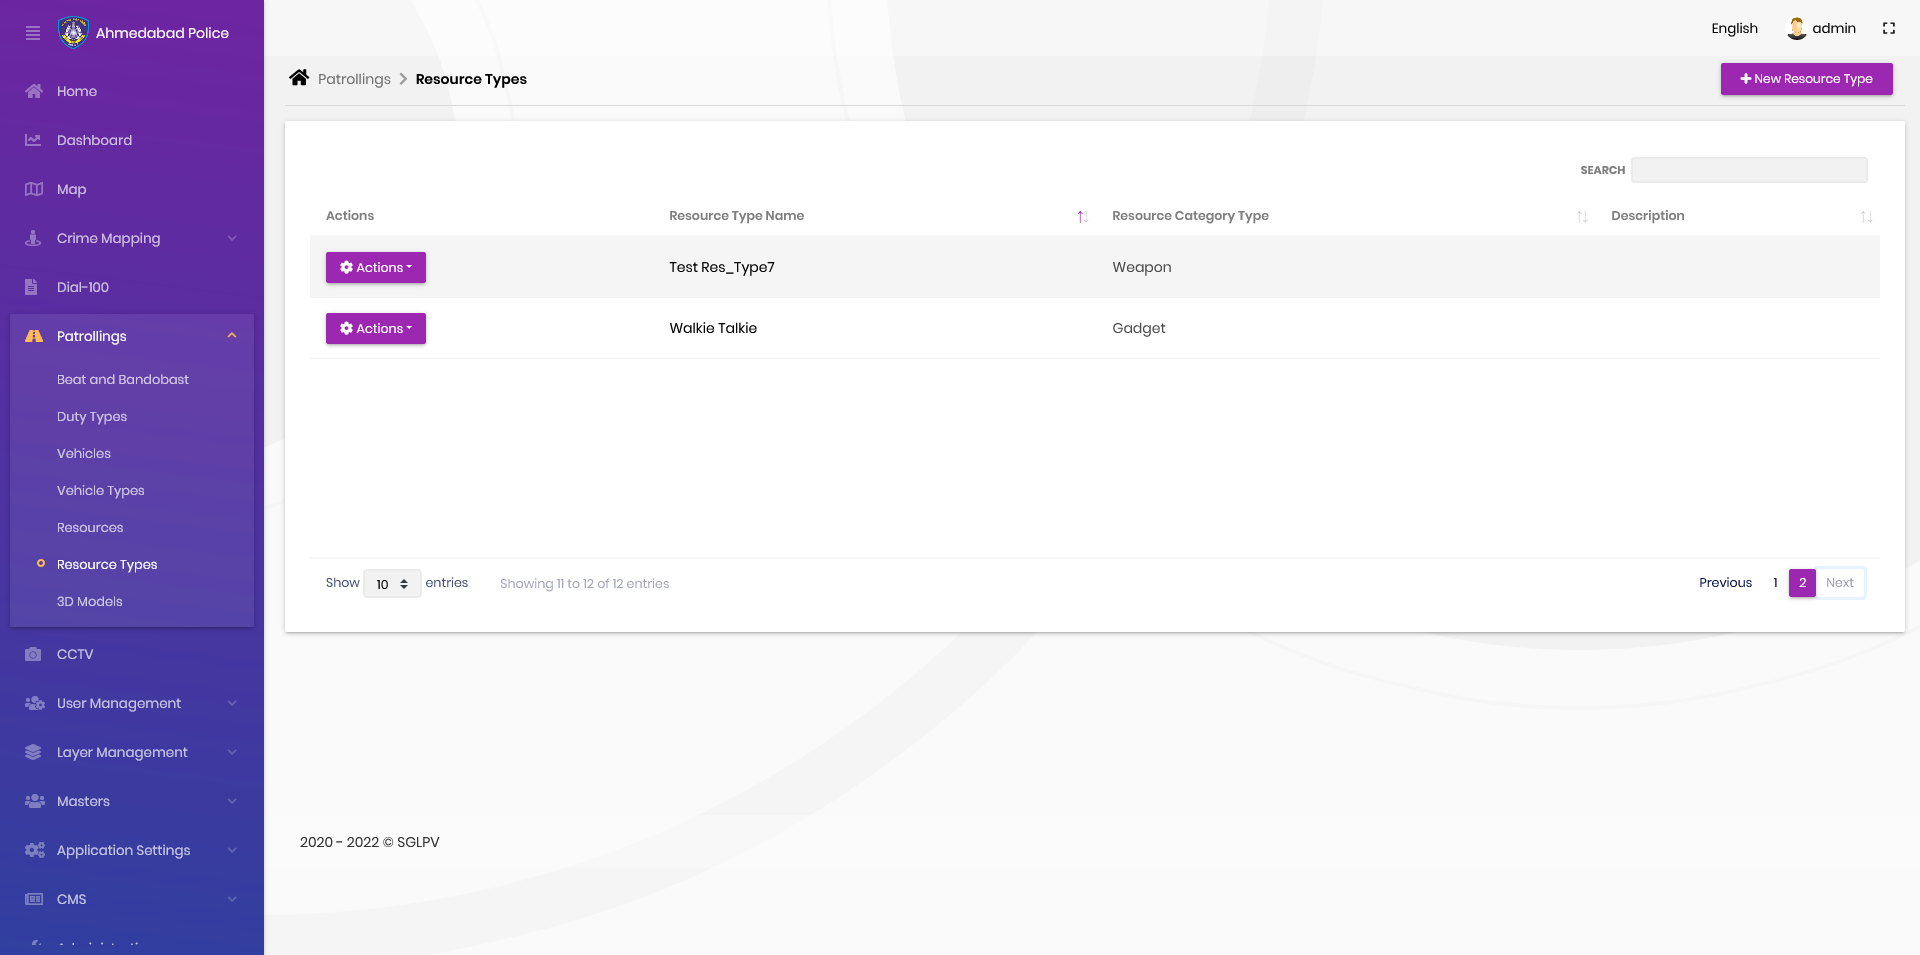 Ahmedabad Police
Home
Dashboard
Map
Crime Mapping
Dial-100
Patrollings
Beat and Bandobast
Duty Types
Vehicles
Vehicle Types
Resources
Resource Types
3D Models
CCTV
User Management
Layer Management
Masters
Application Settings
CMS
English admin
Patrollings Resource Types
New Resource Type
SEARCH
Actions Resource Type Name Resource Category Type Description
Actions Test Res_Type7 Weapon
Actions Walkie Talkie Gadget
Show 10 entries Showing 11 to 12 of 12 entries Previous 1 2 Next
2020 - 2022 © SGLPV